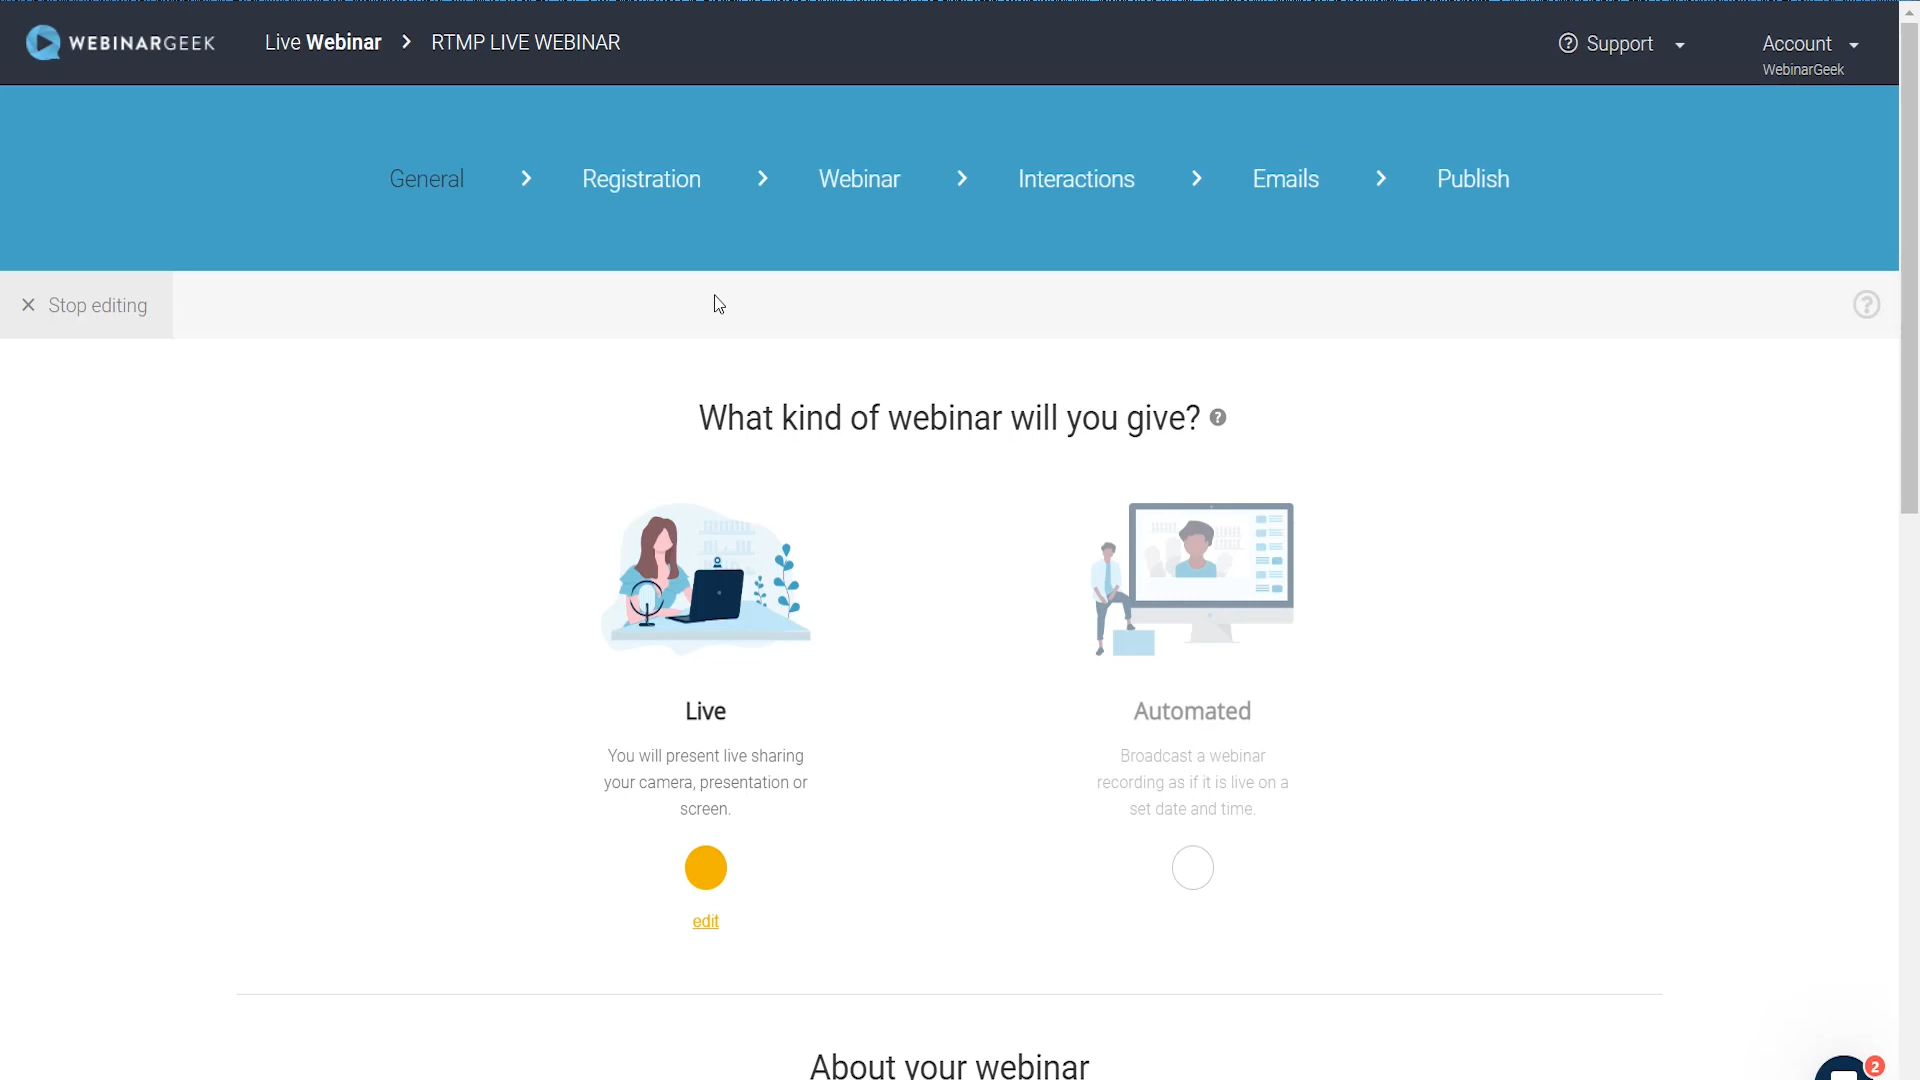 WEBINARGEEK
Live Webinar > RTMP LIVE WEBINAR
Support
Account
WebinarGeek
General > Registration > Webinar > Interactions > Emails > Publish
× Stop editing
?
What kind of webinar will you give? ?
Live
You will present live sharing
your camera, presentation or
screen.
edit
Automated
Broadcast a webinar
recording as if it is live on a
set date and time.
About your webinar
2